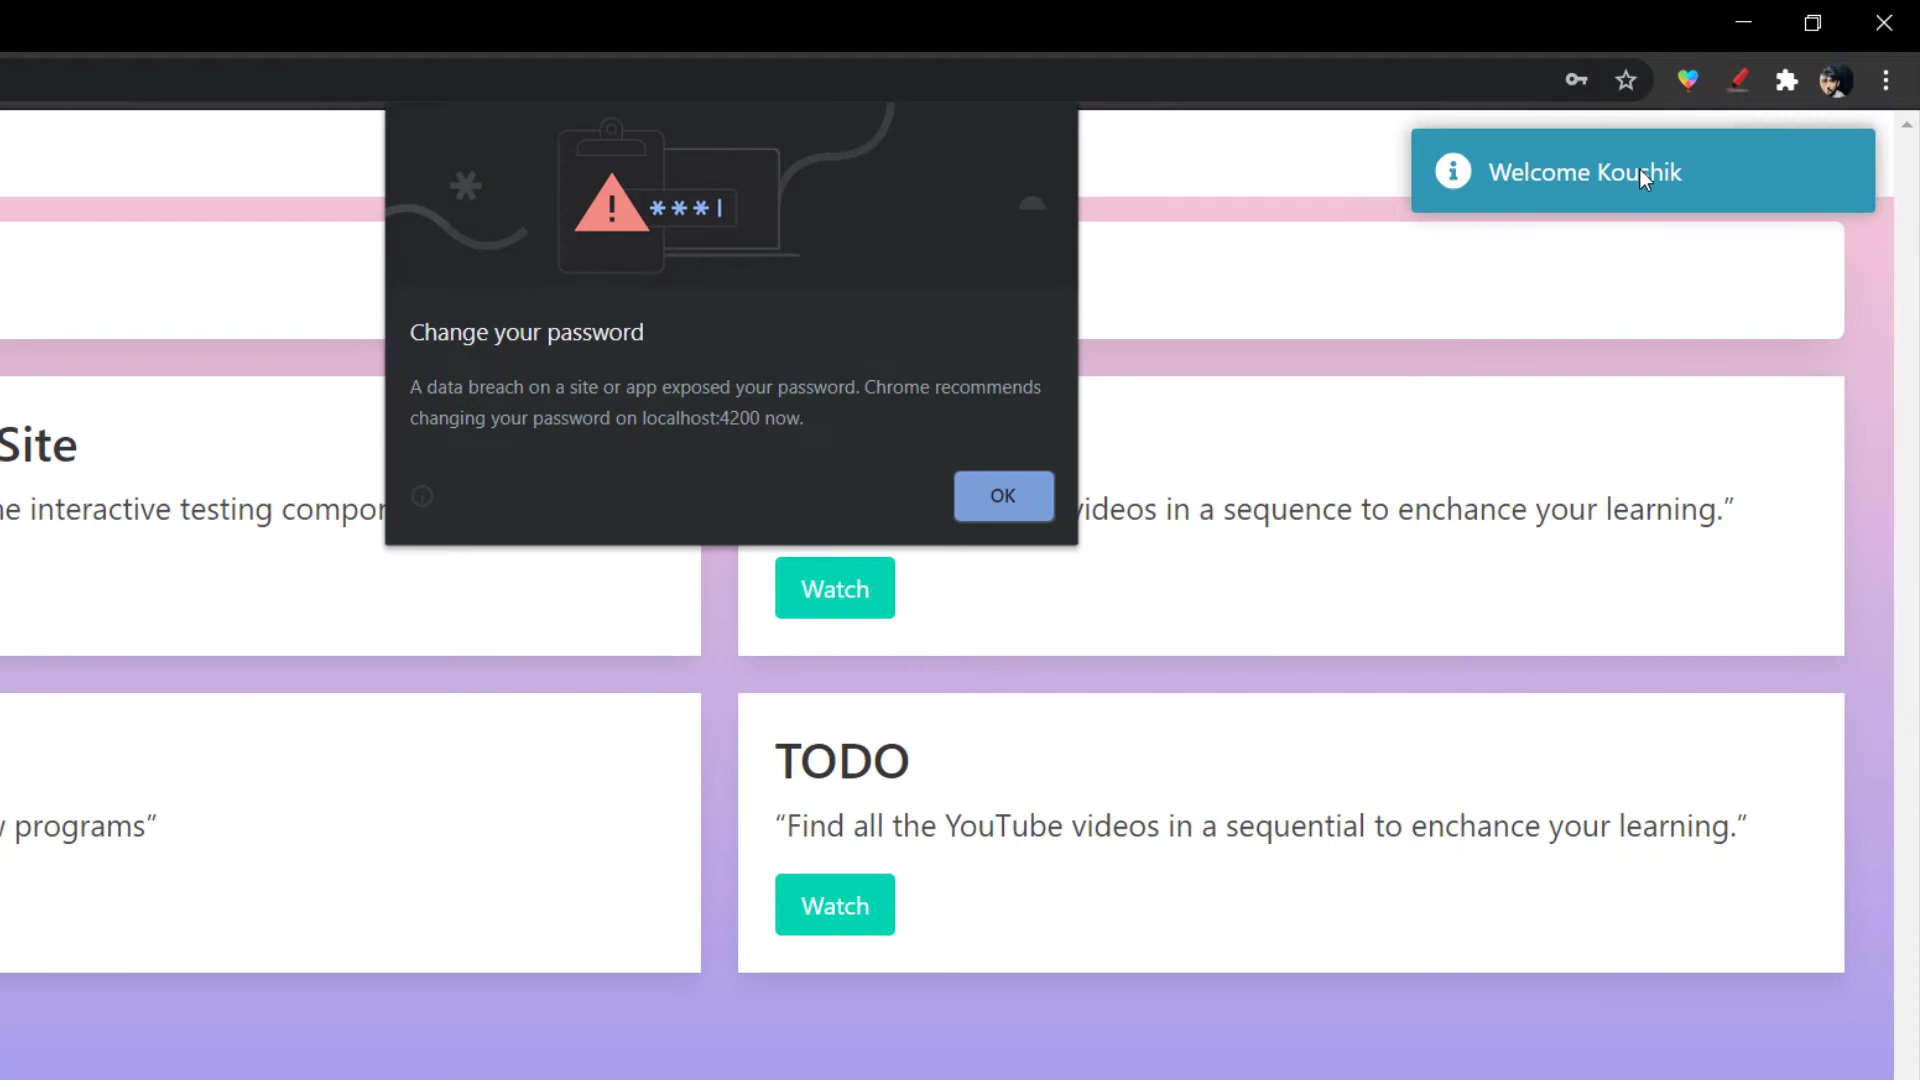 Welcome Koushik
***|
Change your password
A data breach on a site or app exposed your password. Chrome recommends
changing your password on localhost:4200 now.
OK
Site
interactive testing
videos in a sequence to enchance your learning.”
Watch
programs”
TODO
“Find all the YouTube videos in a sequential to enchance your learning.”
Watch